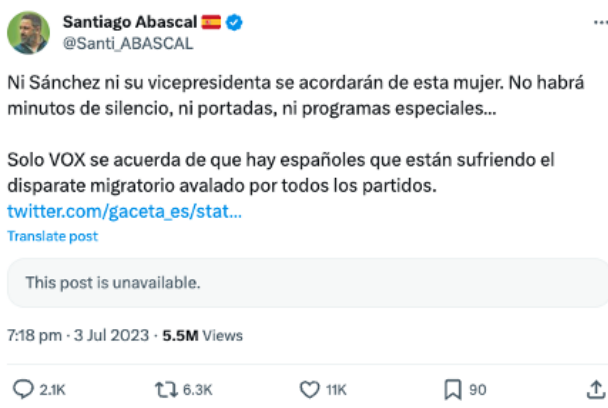 Santiago Abascal 🇪🇸
@Santi_ABASCAL
Ni Sánchez ni su vicepresidenta se acordarán de esta mujer. No habrá
minutos de silencio, ni portadas, ni programas especiales...
Solo VOX se acuerda de que hay españoles que están sufriendo el
disparate migratorio avalado por todos los partidos.
twitter.com/gaceta_es/stat...
Translate post
This post is unavailable.
7:18 pm · 3 Jul 2023 · 5.5M Views
2.1K 6.3K 11K 90